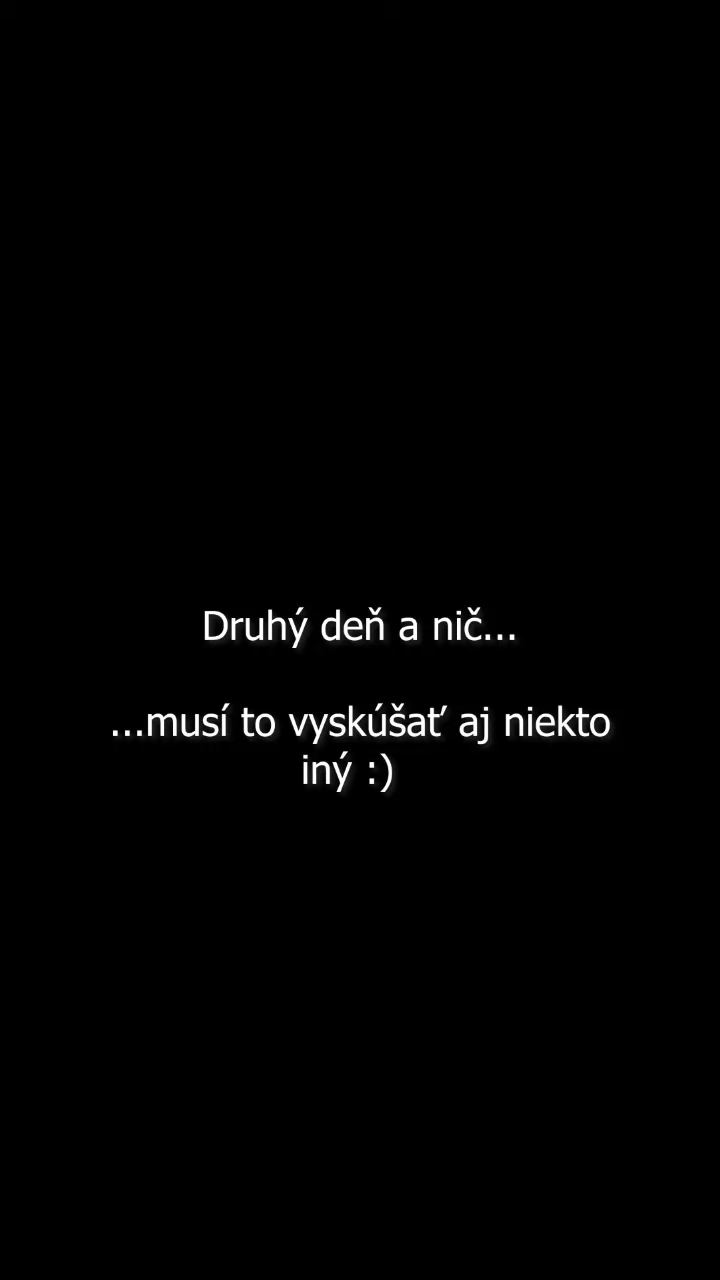 Druhý deň a nič...
...musí to vyskúšať aj niekto
iný :)